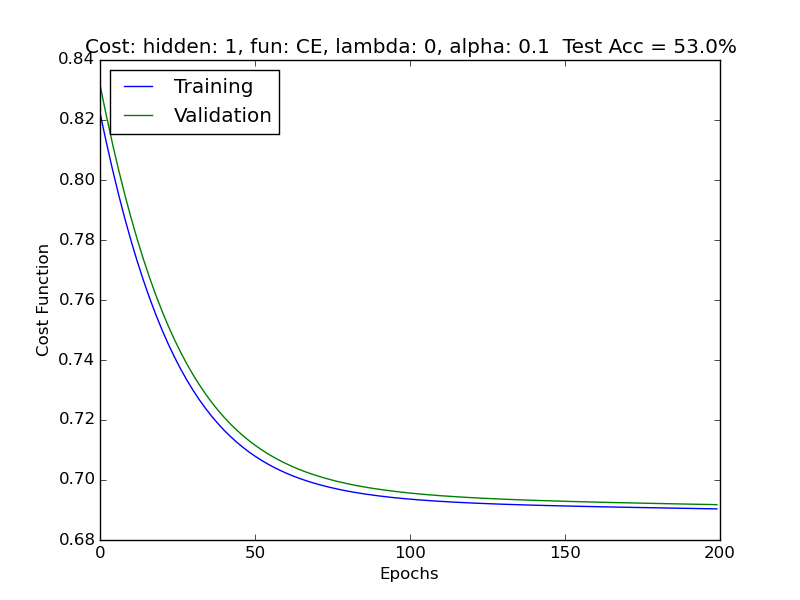 Cost: hidden: 1, fun: CE, lambda: 0, alpha: 0.1  Test Acc = 53.0%
0.84
Training
Validation
0.82
0.80
0.78
0.76
0.74
0.72
0.70
0.68
Cost Function
0 50 100 150 200
Epochs